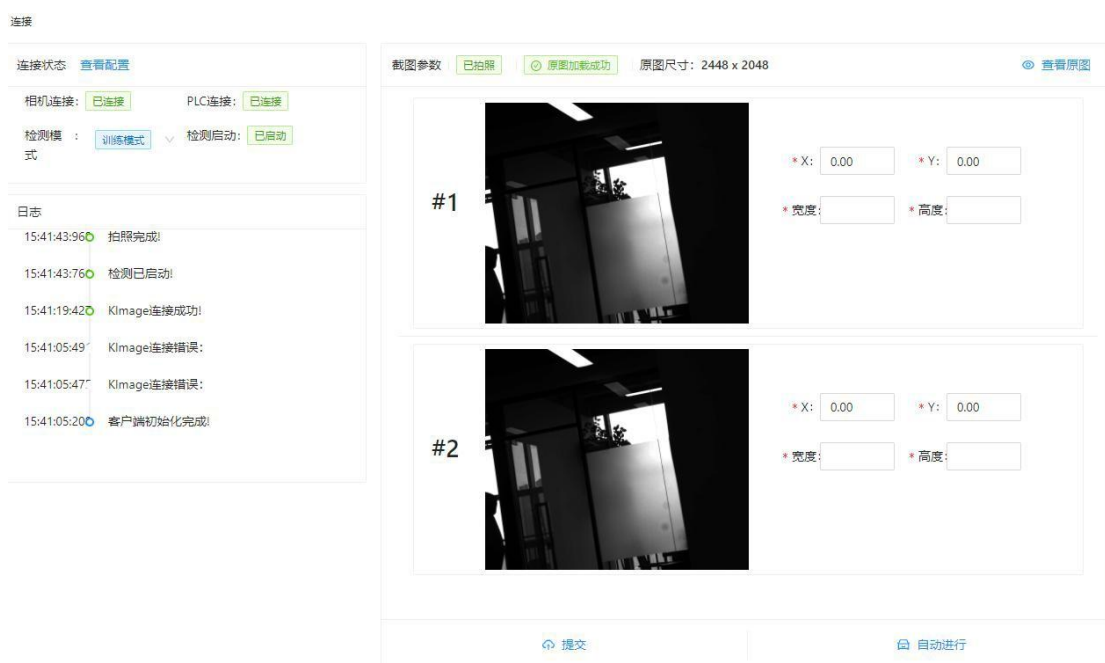 连接
连接状态 查看配置
相机连接： 已连接 PLC连接： 已连接
检测模式 ： 训练模式 检测启动： 已启动
日志
15:41:43:96 拍照完成!
15:41:43:76 检测已启动!
15:41:19:42 KImage连接成功!
15:41:05:49 KImage连接错误：
15:41:05:47 KImage连接错误：
15:41:05:20 客户端初始化完成!
截图参数 已拍照 原图加载成功 原图尺寸：2448 x 2048 查看原图
#1
* X: 0.00 * Y: 0.00
* 宽度: * 高度:
#2
* X: 0.00 * Y: 0.00
* 宽度: * 高度:
提交 自动进行